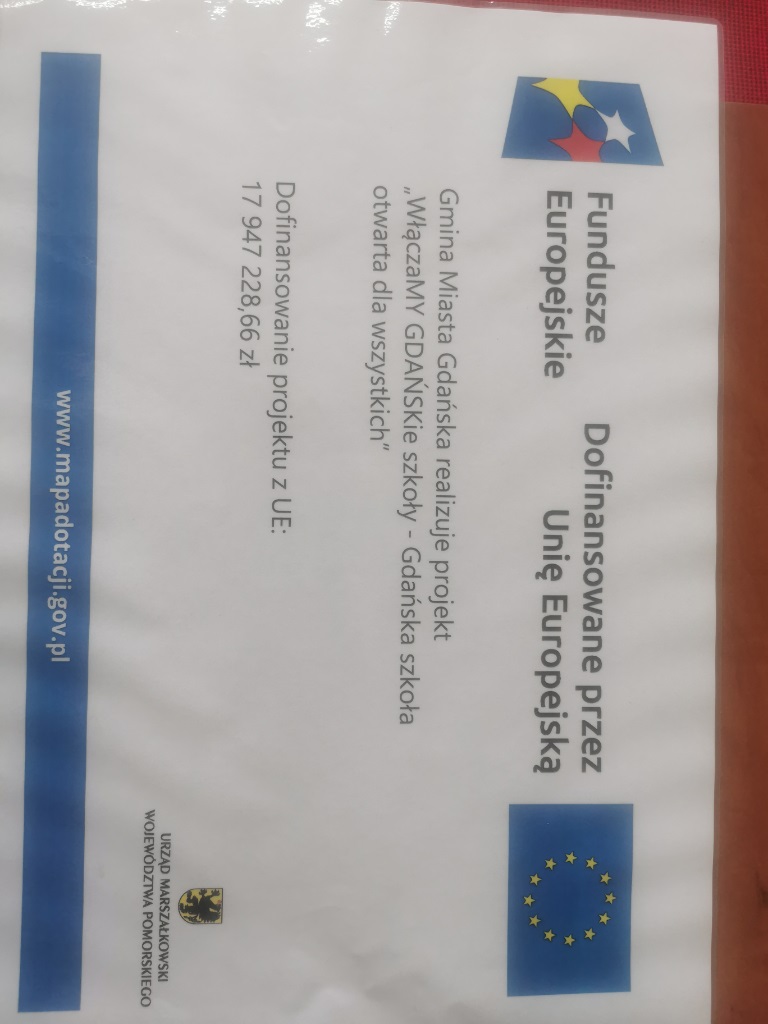 Fundusze
Europejskie
Dofinansowane przez
Unię Europejską
Gmina Miasta Gdańska realizuje projekt
„WłączaMY GDAŃSKie szkoły - Gdańska szkoła
otwarta dla wszystkich”
Dofinansowanie projektu z UE:
17 947 228,66 zł
URZĄD MARSZAŁKOWSKI
WOJEWÓDZTWA POMORSKIEGO
www.mapadotacji.gov.pl